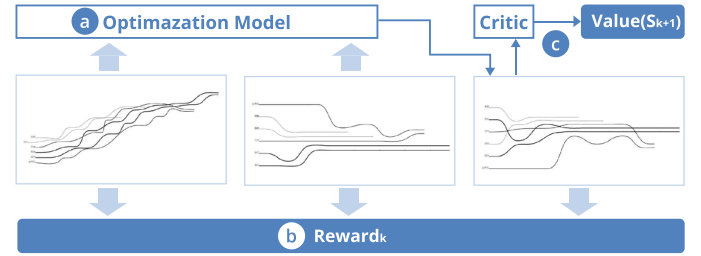 a Optimazation Model
Critic
Value(Sk+1)
c
b Rewardk